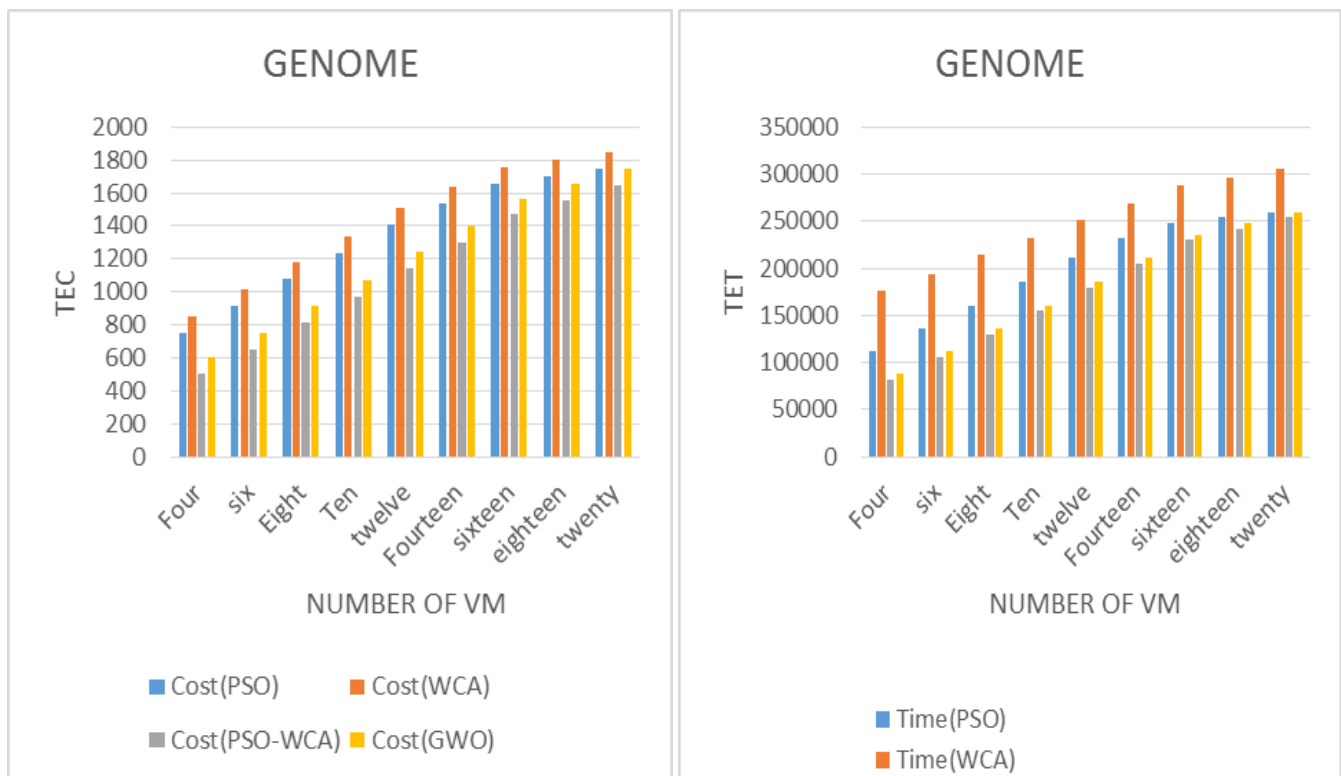 GENOME
TEC
2000
1800
1600
1400
1200
1000
800
600
400
200
0
Four
six
Eight
Ten
twelve
Fourteen
sixteen
eighteen
twenty
NUMBER OF VM
Cost(PSO) Cost(WCA)
Cost(PSO-WCA) Cost(GWO)
GENOME
TET
350000
300000
250000
200000
150000
100000
50000
0
Four
six
Eight
Ten
twelve
Fourteen
sixteen
eighteen
twenty
NUMBER OF VM
Time(PSO)
Time(WCA)